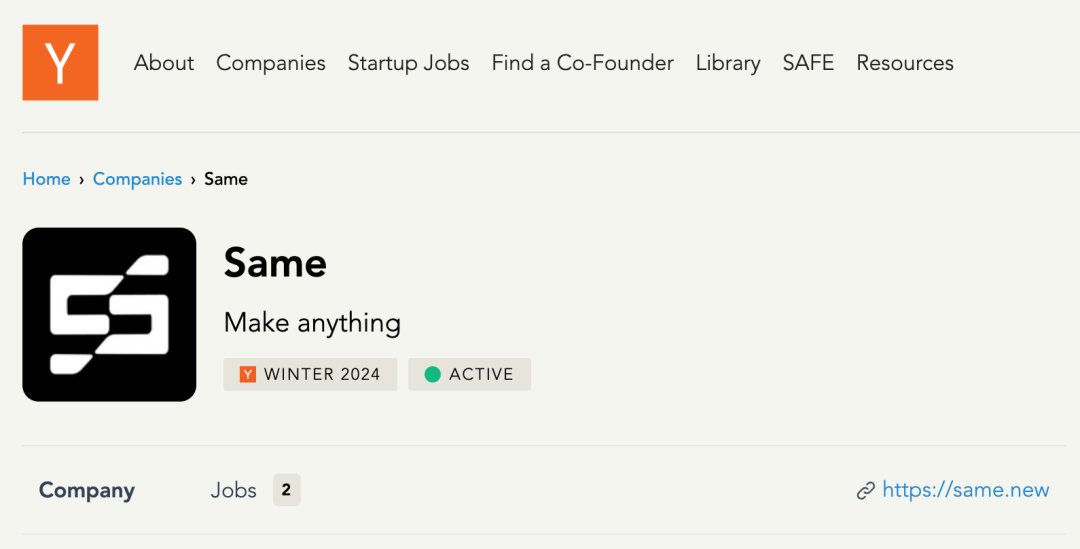 Y About Companies Startup Jobs Find a Co-Founder Library SAFE Resources
Home › Companies › Same
Same
Make anything
Y WINTER 2024 ACTIVE
Company Jobs 2 https://same.new